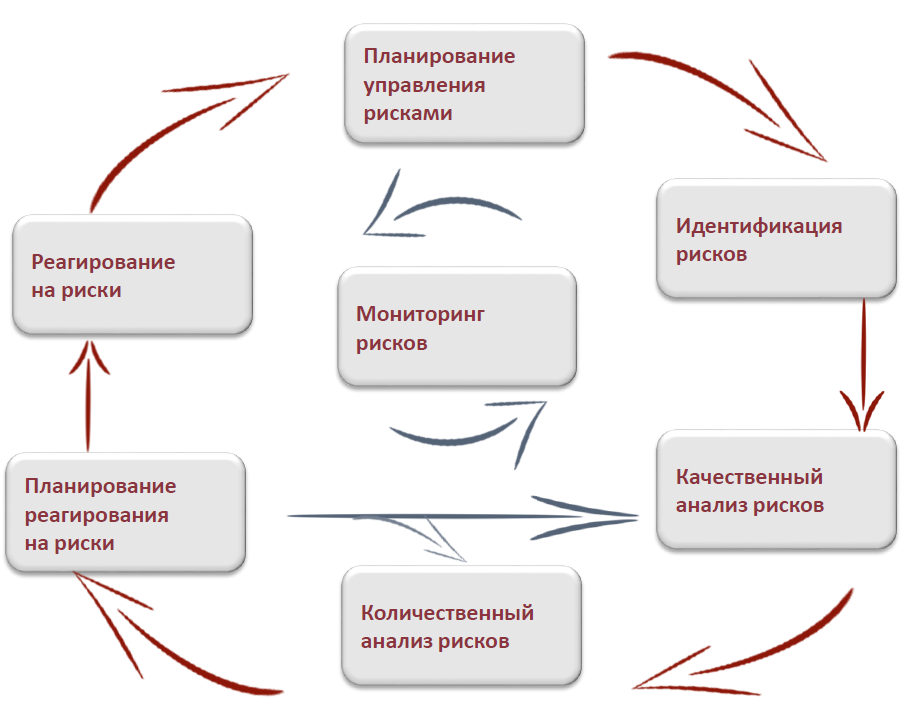 Планирование
управления
рисками
Идентификация
рисков
Реагирование
на риски
Мониторинг
рисков
Планирование
реагирования
на риски
Качественный
анализ рисков
Количественный
анализ рисков